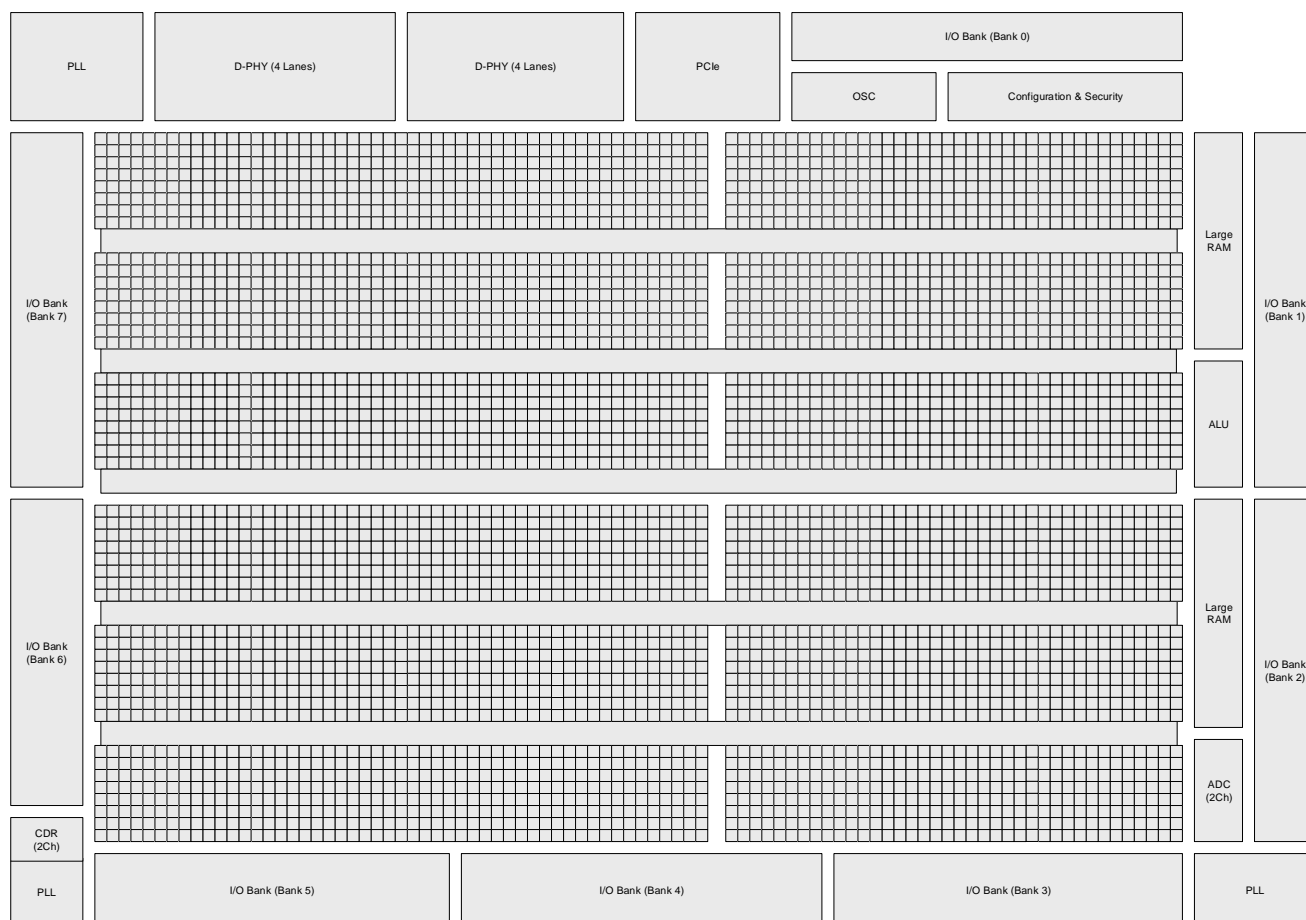 I/O Bank (Bank 0)
PLL
D-PHY (4 Lanes)
D-PHY (4 Lanes)
PCIe
OSC
Configuration & Security
Large
RAM
I/O Bank
(Bank 7)
I/O Bank
(Bank 1)
ALU
Large
RAM
I/O Bank
(Bank 6)
I/O Bank
(Bank 2)
ADC
(2Ch)
CDR
(2Ch)
PLL
I/O Bank (Bank 5)
I/O Bank (Bank 4)
I/O Bank (Bank 3)
PLL